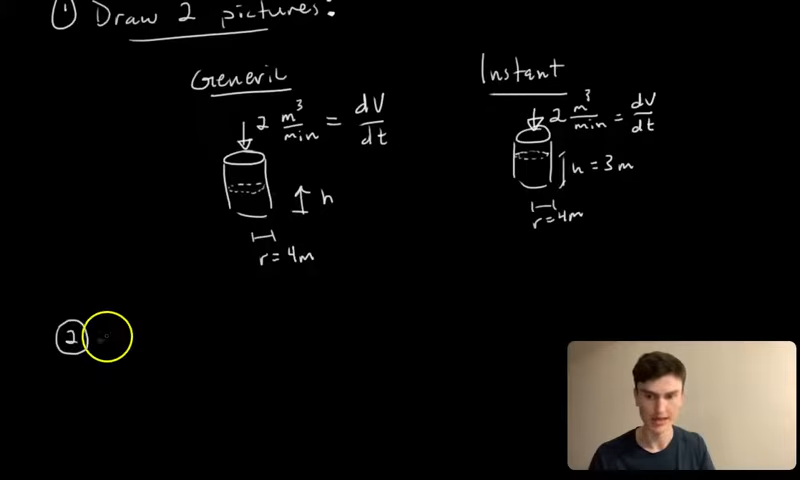 ① Draw 2 pictures:
Generic
2 m³/min = dV/dt
h
r = 4m
Instant
2 m³/min = dV/dt
h = 3m
r = 4m
②